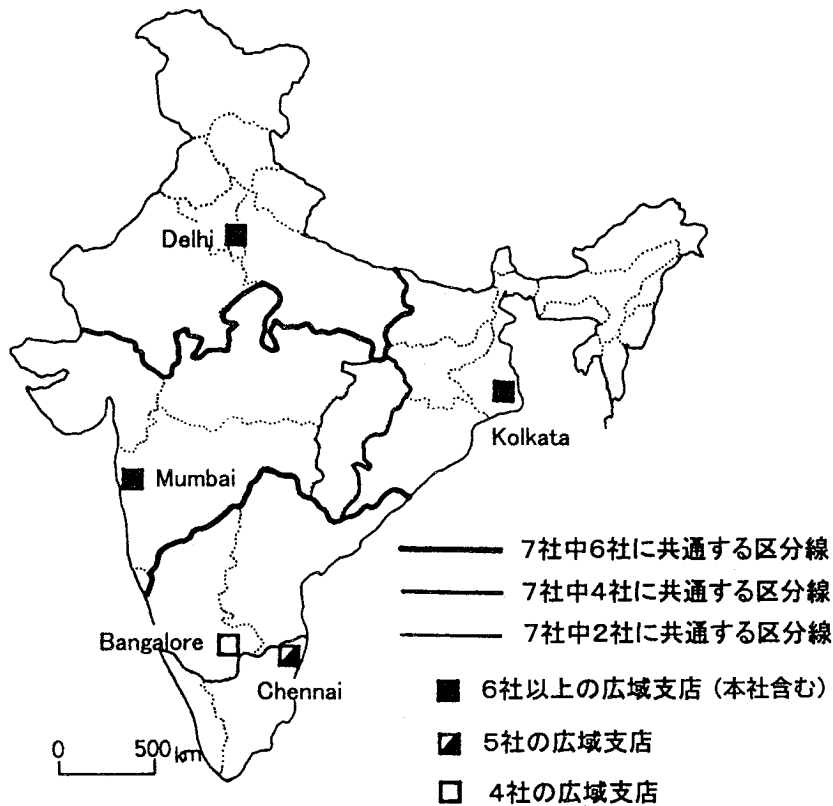 Delhi
Kolkata
Mumbai
7社中6社に共通する区分線
7社中4社に共通する区分線
7社中2社に共通する区分線
Bangalore
Chennai
6社以上の広域支店（本社含む）
5社の広域支店
4社の広域支店
0 500km